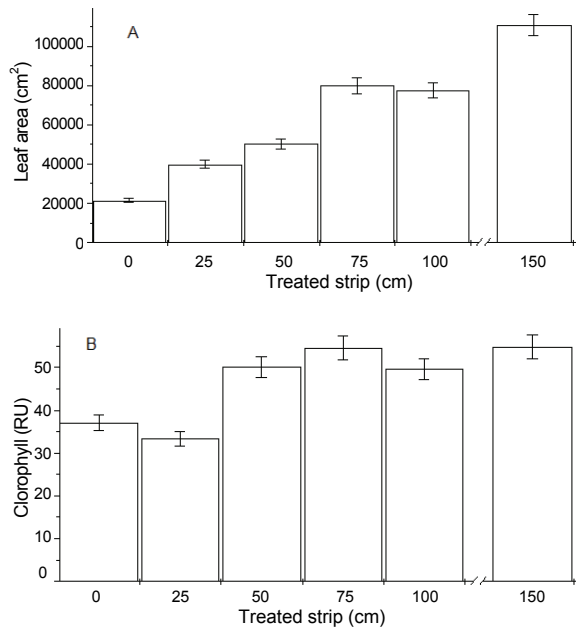 A
Leaf area (cm²)
100000
80000
60000
40000
20000
0
0 25 50 75 100 150
Treated strip (cm)
B
Clorophyll (RU)
50
40
30
20
10
0
0 25 50 75 100 150
Treated strip (cm)